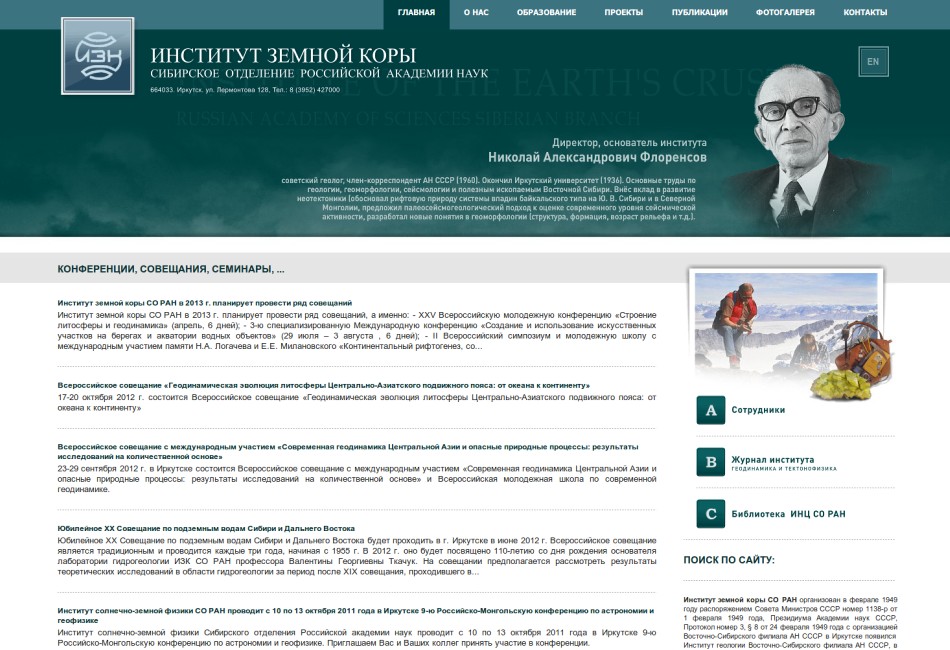 ГЛАВНАЯ О НАС ОБРАЗОВАНИЕ ПРОЕКТЫ ПУБЛИКАЦИИ ФОТОГАЛЕРЕЯ КОНТАКТЫ
ИЗК
ИНСТИТУТ ЗЕМНОЙ КОРЫ
СИБИРСКОЕ ОТДЕЛЕНИЕ РОССИЙСКОЙ АКАДЕМИИ НАУК
664033. Иркутск. ул. Лермонтова 128, Тел.: 8 (3952) 427000
EN
OF THE EARTH'S CRUS
RUSSIAN ACADEMY OF SCIENCES SIBERIAN BRANCH
Директор, основатель института
Николай Александрович Флоренсов
советский геолог, член-корреспондент АН СССР (1960). Окончил Иркутский университет (1936). Основные труды по
геологии, геоморфологии, сейсмологии и полезным ископаемым Восточной Сибири. Внёс вклад в развитие
неотектоники (обосновал рифтовую природу системы впадин байкальского типа на Ю. В. Сибири и в Северной
Монголии, предложил палеосейсмогеологический подход к оценке современного уровня сейсмической
активности, разработал новые понятия в геоморфологии (структура, формация, возраст рельефа и т.д.).
КОНФЕРЕНЦИИ, СОВЕЩАНИЯ, СЕМИНАРЫ, ...
Институт земной коры СО РАН в 2013 г. планирует провести ряд совещаний
Институт земной коры СО РАН в 2013 г. планирует провести ряд совещаний, а именно: - XXV Всероссийскую молодежную конференцию «Строение
литосферы и геодинамика» (апрель, 6 дней); - 3-ю специализированную Международную конференцию «Создание и использование искусственных
участков на берегах и акватории водных объектов» (29 июля – 3 августа , 6 дней); - II Всероссийский симпозиум и молодежную школу с
международным участием памяти Н.А. Логачева и Е.Е. Милановского «Континентальный рифтогенез, со...
Всероссийское совещание «Геодинамическая эволюция литосферы Центрально-Азиатского подвижного пояса: от океана к континенту»
17-20 октября 2012 г. состоится Всероссийское совещание «Геодинамическая эволюция литосферы Центрально-Азиатского подвижного пояса: от
океана к континенту»
Всероссийское совещание с международным участием «Современная геодинамика Центральной Азии и опасные природные процессы: результаты
исследований на количественной основе»
23-29 сентября 2012 г. в Иркутске состоится Всероссийское совещание с международным участием «Современная геодинамика Центральной Азии и
опасные природные процессы: результаты исследований на количественной основе» и Всероссийская молодежная школа по современной
геодинамике.
Юбилейное XX Совещание по подземным водам Сибири и Дальнего Востока
Юбилейное XX Совещание по подземным водам Сибири и Дальнего Востока будет проходить в г. Иркутске в июне 2012 г. Всероссийское совещание
является традиционным и проводится каждые три года, начиная с 1955 г. В 2012 г. оно будет посвящено 110-летию со дня рождения основателя
лаборатории гидрогеологии ИЗК СО РАН профессора Валентины Георгиевны Ткачук. На совещании предполагается рассмотреть результаты
теоретических исследований в области гидрогеологии за период после XIX совещания, проходившего в...
Институт солнечно-земной физики СО РАН проводит с 10 по 13 октября 2011 года в Иркутске 9-ю Российско-Монгольскую конференцию по астрономии и
геофизике
Институт солнечно-земной физики Сибирского отделения Российской академии наук проводит с 10 по 13 октября 2011 года в Иркутске 9-ю
Российско-Монгольскую конференцию по астрономии и геофизике. Приглашаем Вас и Ваших коллег принять участие в конференции.
A Сотрудники
B Журнал института
ГЕОДИНАМИКА И ТЕКТОНОФИЗИКА
C Библиотека ИНЦ СО РАН
ПОИСК ПО САЙТУ:
Институт земной коры СО РАН организован в феврале 1949
году распоряжением Совета Министров СССР номер 1138-р от
1 февраля 1949 года, Президиума Академии наук СССР,
Протокол номер 3, § 8 от 24 февраля 1949 года с организацией
Восточно-Сибирского филиала АН СССР в Иркутске появился
Институт геологии Восточно-Сибирского филиала АН СССР, в